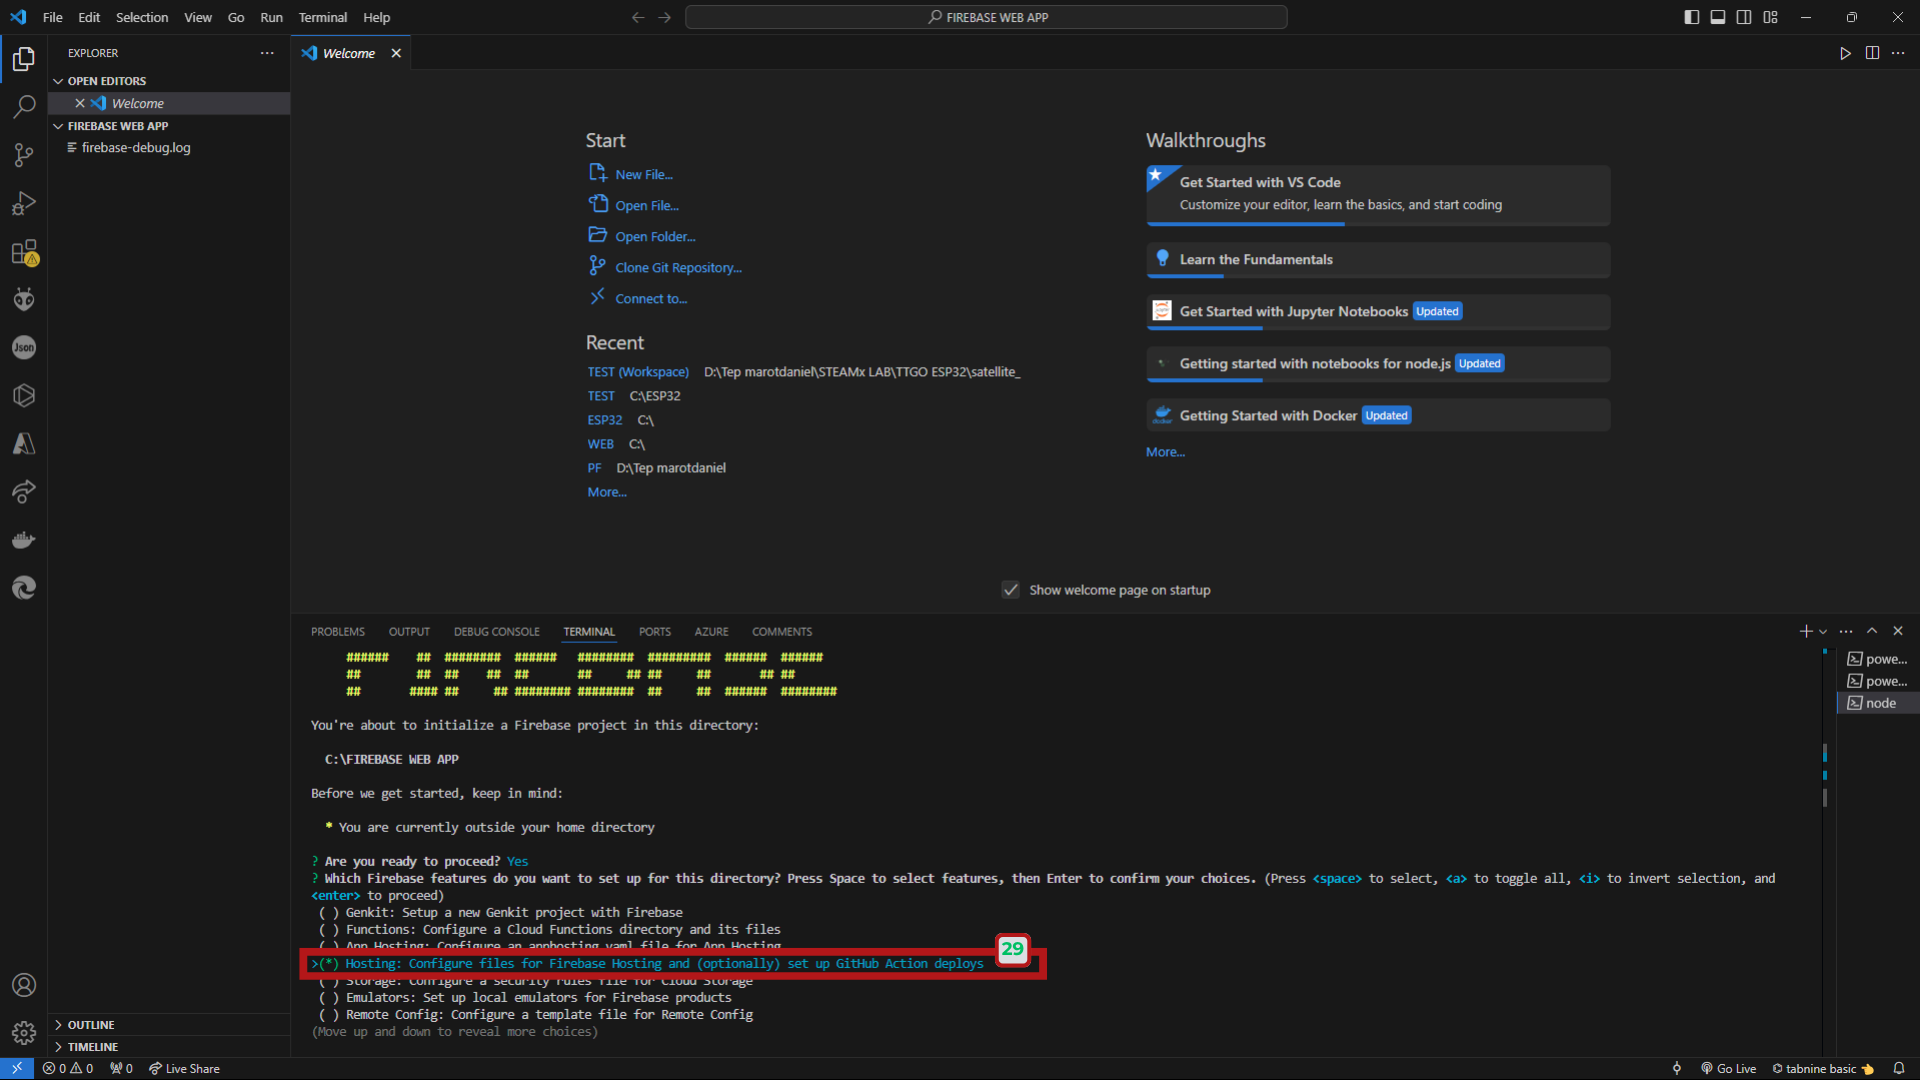 File Edit Selection View Go Run Terminal Help
FIREBASE WEB APP
EXPLORER
OPEN EDITORS
Welcome
FIREBASE WEB APP
firebase-debug.log
Welcome
Start
New File...
Open File...
Open Folder...
Clone Git Repository...
Connect to...
Recent
TEST (Workspace) D:\Tep marotdaniel\STEAMx LAB\TTGO ESP32\satellite_
TEST C:\ESP32
ESP32 C:\
WEB C:\
PF D:\Tep marotdaniel
More...
Walkthroughs
Get Started with VS Code
Customize your editor, learn the basics, and start coding
Learn the Fundamentals
Get Started with Jupyter Notebooks Updated
Getting started with notebooks for node.js Updated
Getting Started with Docker Updated
More...
Show welcome page on startup
Json
PROBLEMS OUTPUT DEBUG CONSOLE TERMINAL PORTS AZURE COMMENTS
###### ## ######## ###### ######## ######### ###### ######
## ## ## ## ## ## ## ## ## ## ##
## #### ## ## ######## ######## ## ## ###### ########
You're about to initialize a Firebase project in this directory:
C:\FIREBASE WEB APP
Before we get started, keep in mind:
* You are currently outside your home directory
? Are you ready to proceed? Yes
? Which Firebase features do you want to set up for this directory? Press Space to select features, then Enter to confirm your choices. (Press <space> to select, <a> to toggle all, <i> to invert selection, and
<enter> to proceed)
( ) Genkit: Setup a new Genkit project with Firebase
( ) Functions: Configure a Cloud Functions directory and its files
( ) App Hosting: Configure an apphosting.yaml file for App Hosting
>(*) Hosting: Configure files for Firebase Hosting and (optionally) set up GitHub Action deploys
29
( ) Storage: Configure a security rules file for Cloud Storage
( ) Emulators: Set up local emulators for Firebase products
( ) Remote Config: Configure a template file for Remote Config
(Move up and down to reveal more choices)
powe...
powe...
node
OUTLINE
TIMELINE
0 0 0 Live Share
Go Live tabnine basic